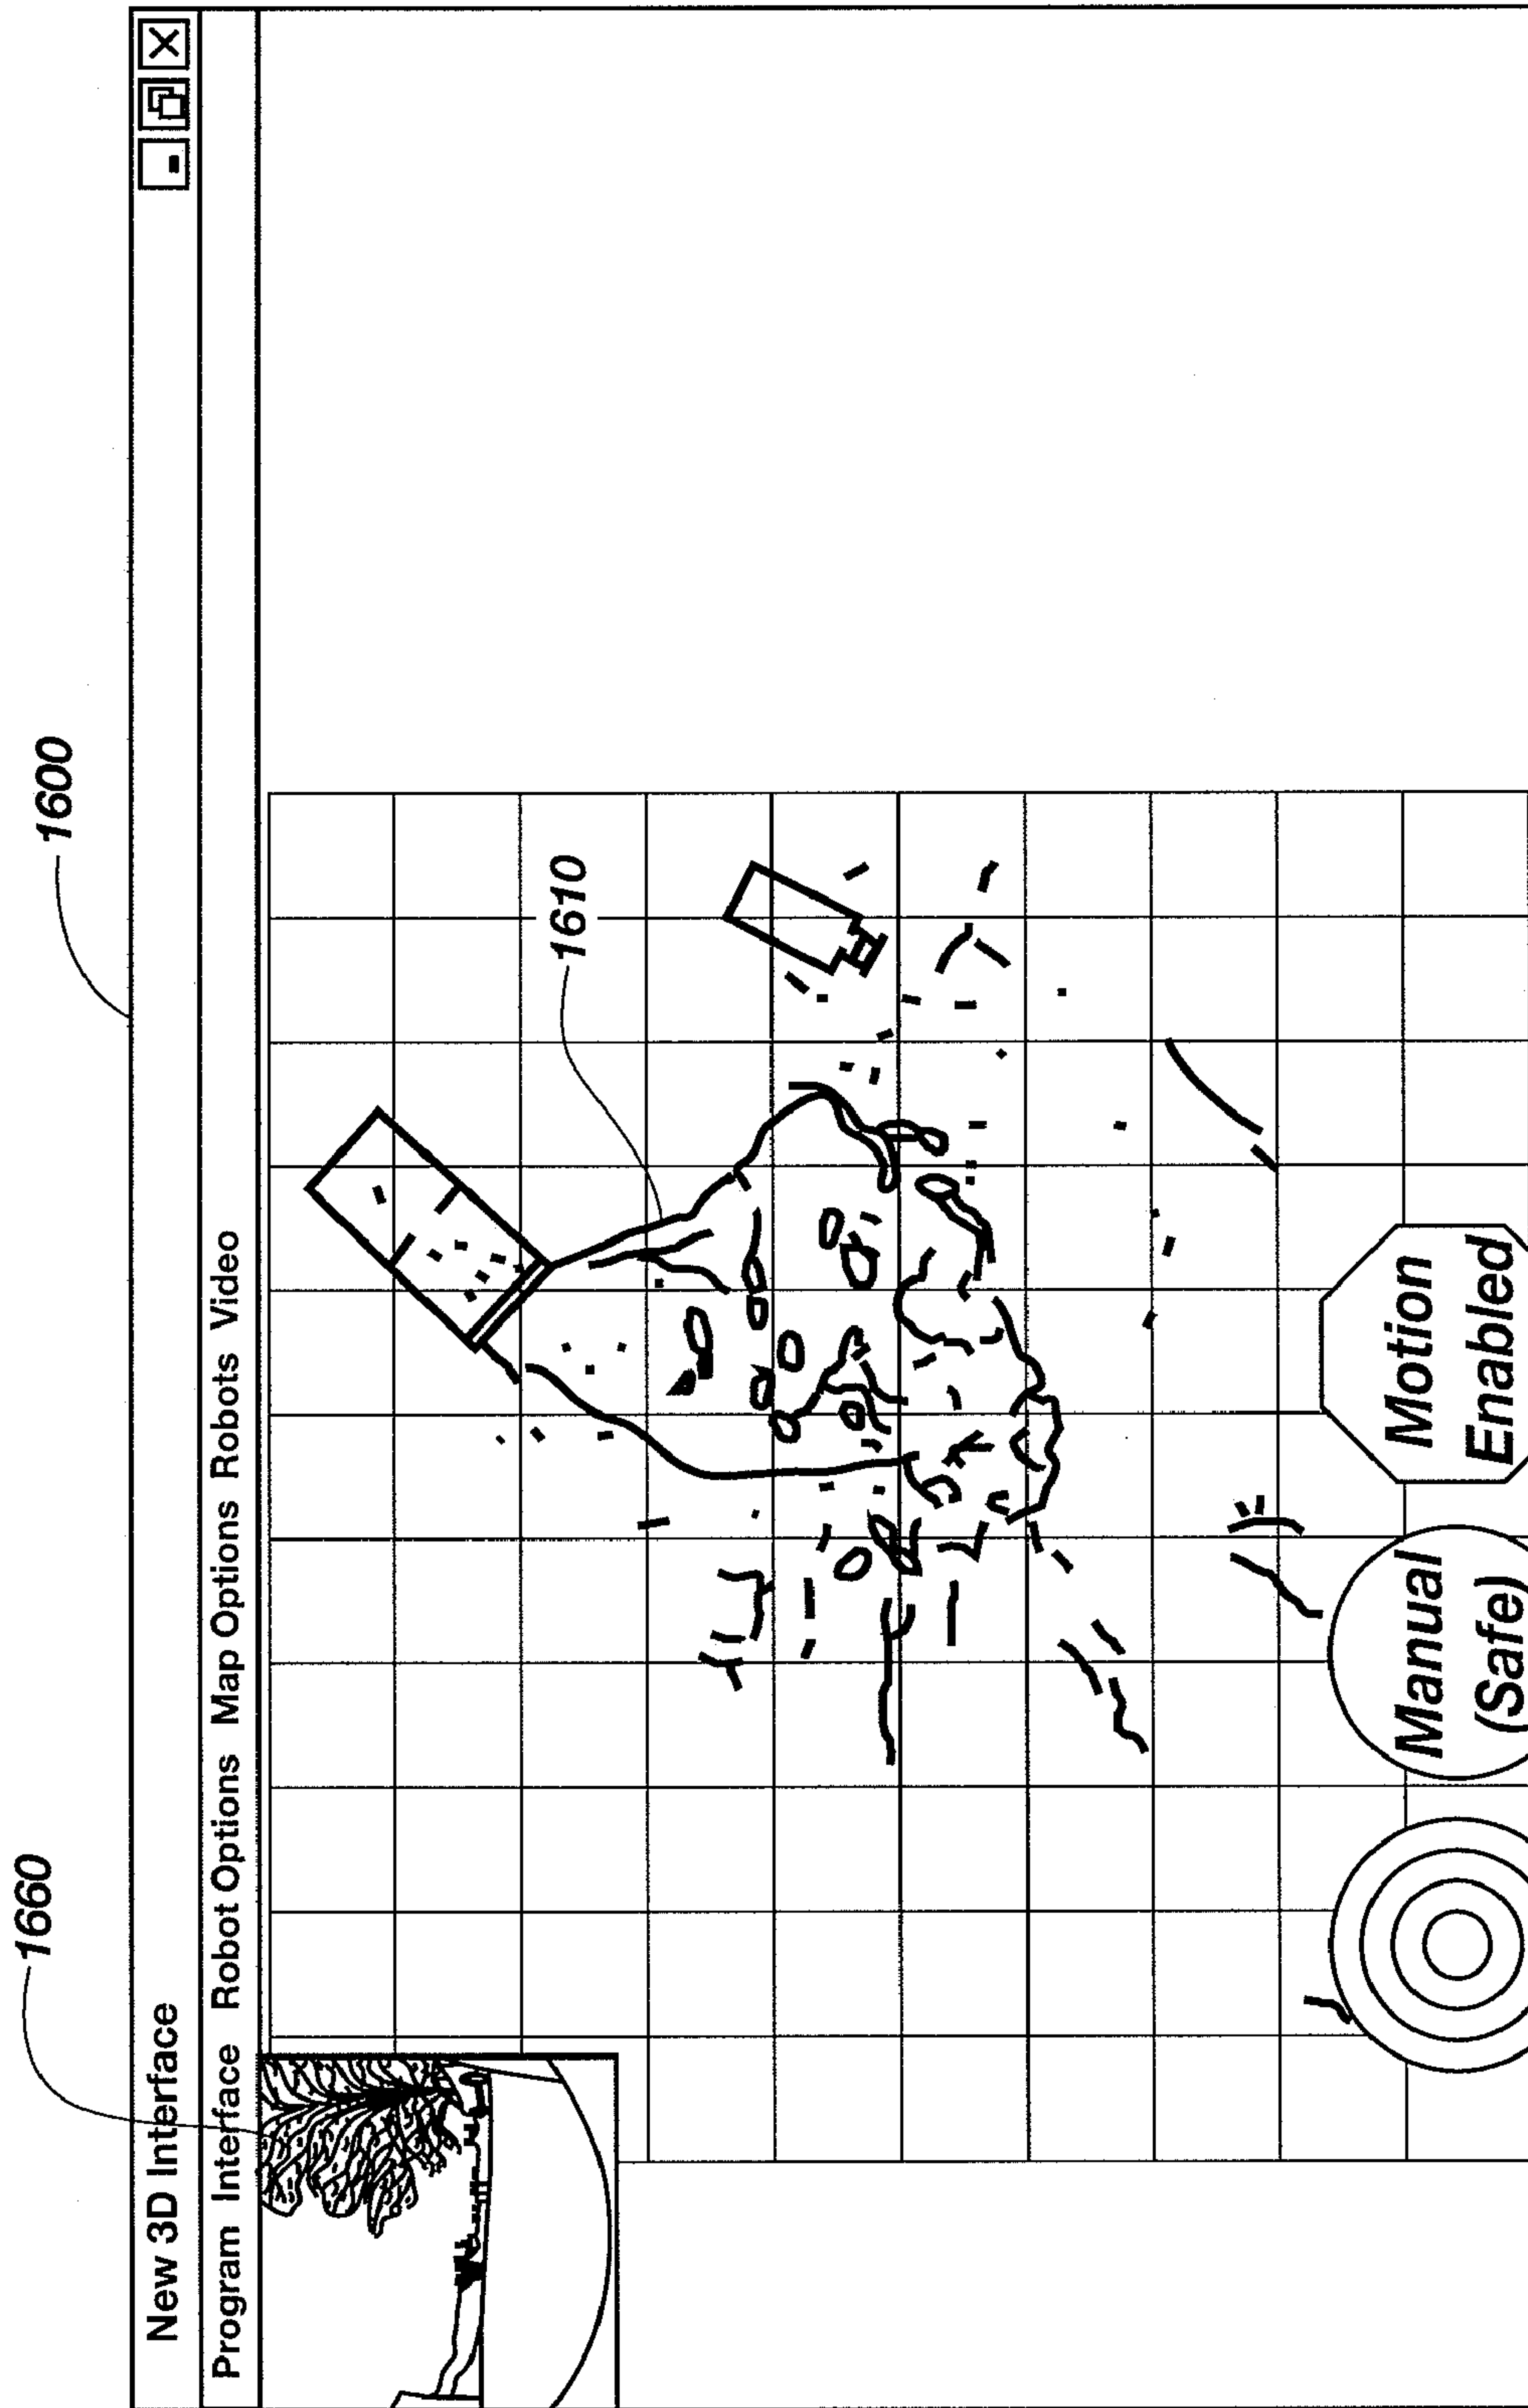 1660
1600
New 3D Interface
Program Interface Robot Options Map Options Robots Video
1610
Manual
(Safe)
Motion
Enabled